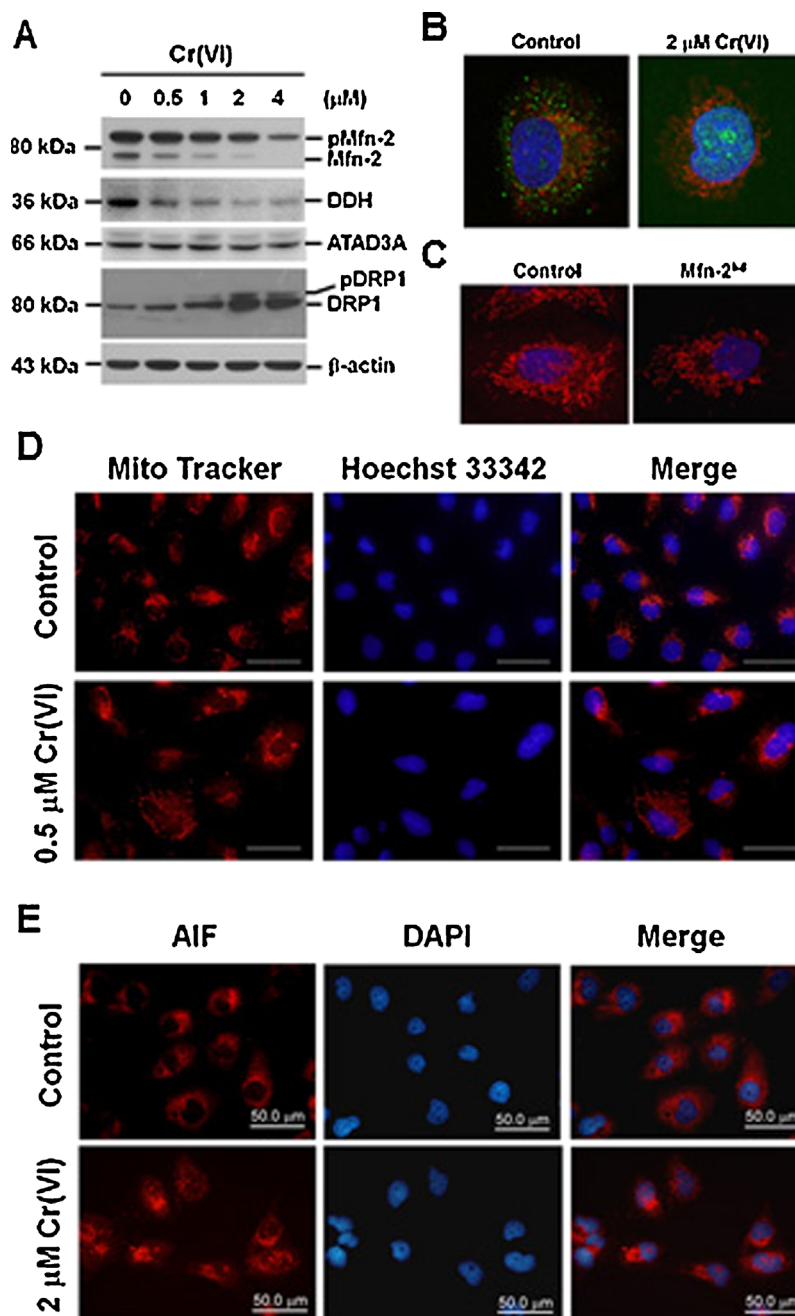 A
Cr(VI)
0 0.5 1 2 4 (μM)
80 kDa
pMfn-2
Mfn-2
36 kDa
DDH
66 kDa
ATAD3A
pDRP1
80 kDa
DRP1
43 kDa
β-actin
B
Control
2 μM Cr(VI)
C
Control
Mfn-2
D
Mito Tracker
Hoechst 33342
Merge
Control
0.5 μM Cr(VI)
E
AIF
DAPI
Merge
Control
50.0 μm
50.0 μm
50.0 μm
2 μM Cr(VI)
50.0 μm
50.0 μm
50.0 μm